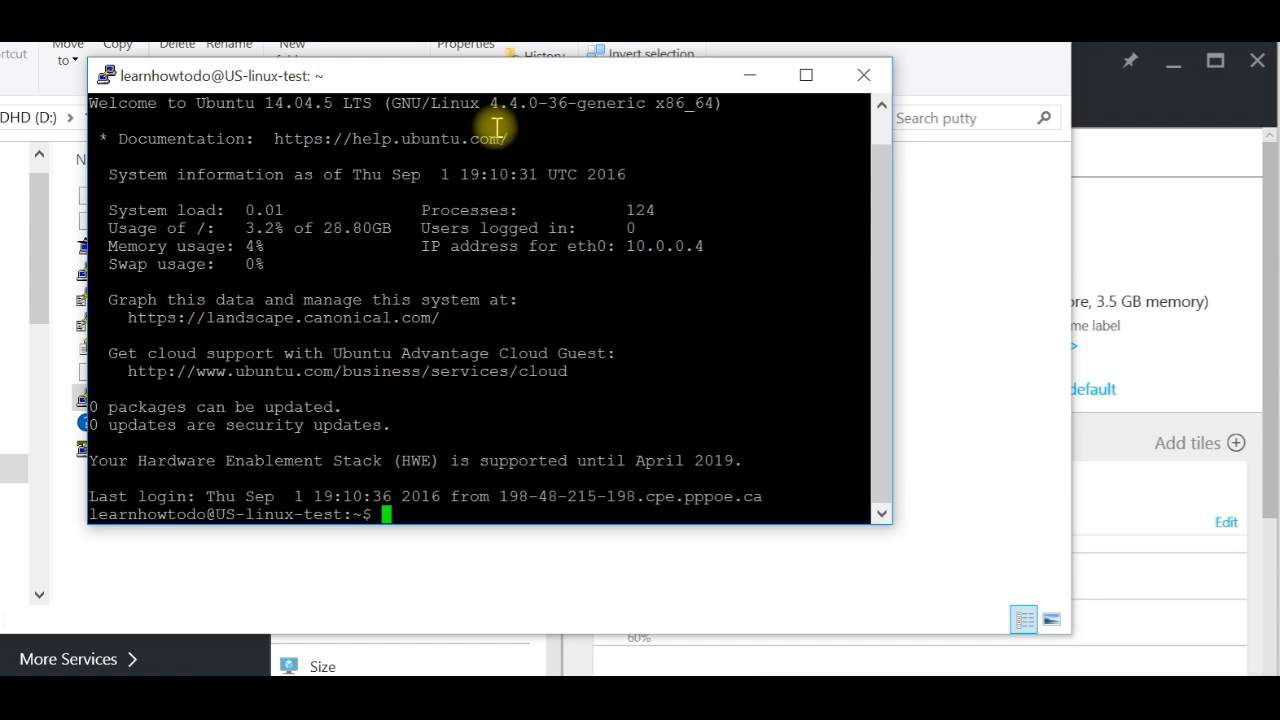 Move
to
Copy
Delete Rename
New
Properties
History
Invert selection
DHD (D:)
Search putty
learnhowtodo@US-linux-test: ~
Welcome to Ubuntu 14.04.5 LTS (GNU/Linux 4.4.0-36-generic x86_64)
* Documentation: https://help.ubuntu.com/
System information as of Thu Sep 1 19:10:31 UTC 2016
System load: 0.01 Processes: 124
Usage of /: 3.2% of 28.80GB Users logged in: 0
Memory usage: 4% IP address for eth0: 10.0.0.4
Swap usage: 0%
Graph this data and manage this system at:
https://landscape.canonical.com/
Get cloud support with Ubuntu Advantage Cloud Guest:
http://www.ubuntu.com/business/services/cloud
0 packages can be updated.
0 updates are security updates.
Your Hardware Enablement Stack (HWE) is supported until April 2019.
Last login: Thu Sep 1 19:10:36 2016 from 198-48-215-198.cpe.pppoe.ca
learnhowtodo@US-linux-test:~$
ore, 3.5 GB memory)
me label
default
Add tiles
Edit
60%
More Services
Size